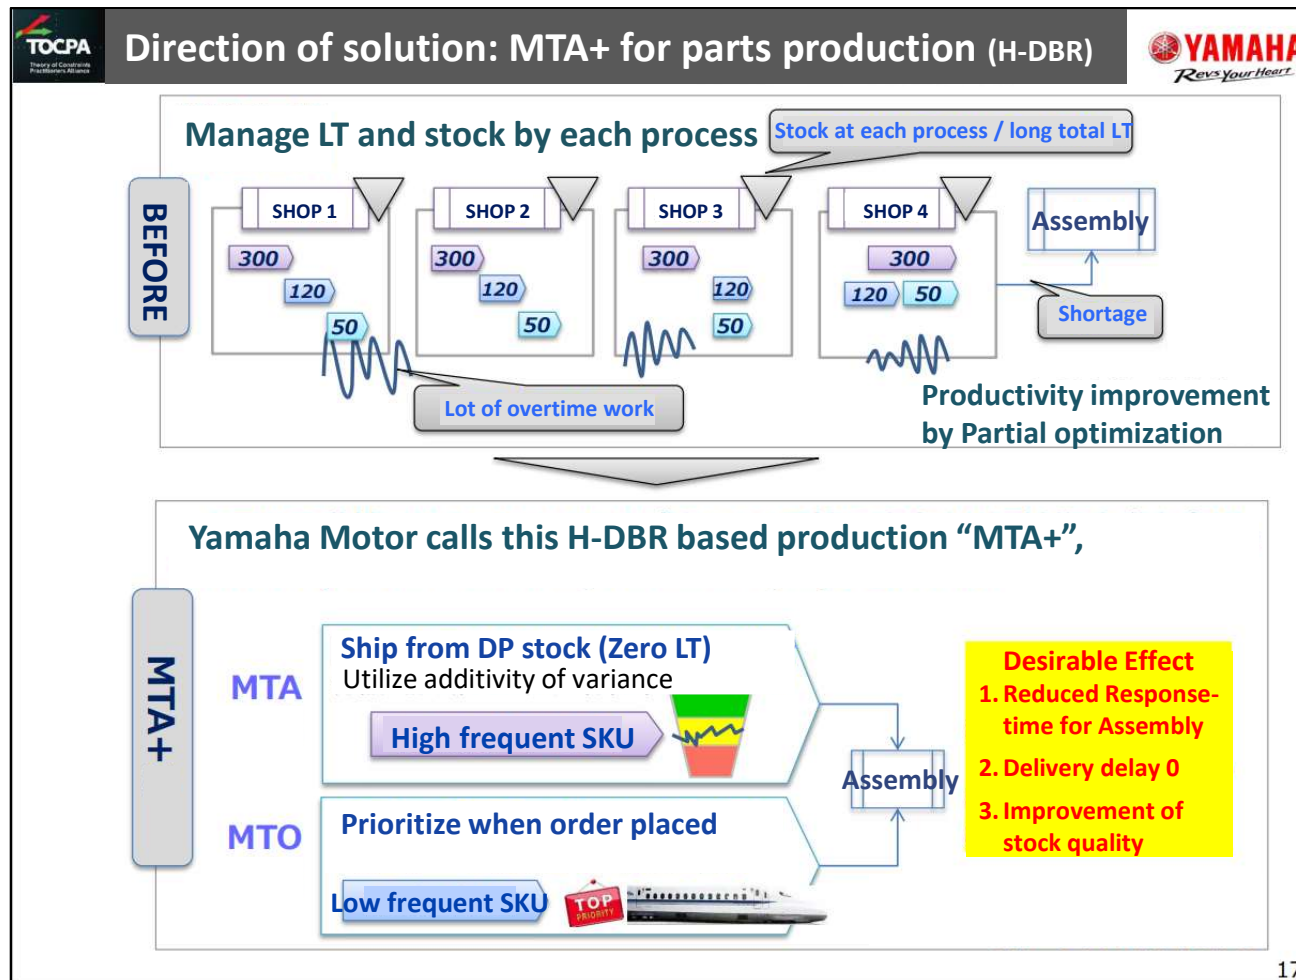 TOCPA
Theory of Constraints
Practitioners Alliance
Direction of solution: MTA+ for parts production (H-DBR)
YAMAHA
Revs Your Heart
Manage LT and stock by each process
Stock at each process / long total LT
BEFORE
SHOP 1
SHOP 2
SHOP 3
SHOP 4
Assembly
300
120
50
300
120
50
300
120
50
300
120
50
Shortage
Lot of overtime work
Productivity improvement
by Partial optimization
Yamaha Motor calls this H-DBR based production “MTA+”,
MTA+
MTA
Ship from DP stock (Zero LT)
Utilize additivity of variance
High frequent SKU
MTO
Prioritize when order placed
Low frequent SKU
TOP
PRIORITY
Assembly
Desirable Effect
1. Reduced Response-
time for Assembly
2. Delivery delay 0
3. Improvement of
stock quality
17